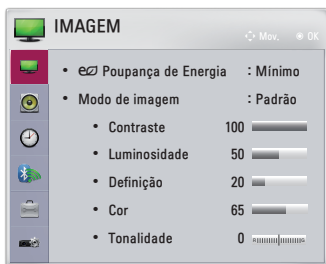 IMAGEM
Mov. OK
• eco Poupança de Energia : Mínimo
• Modo de imagem : Padrão
• Contraste 100
• Luminosidade 50
• Definição 20
• Cor 65
• Tonalidade 0